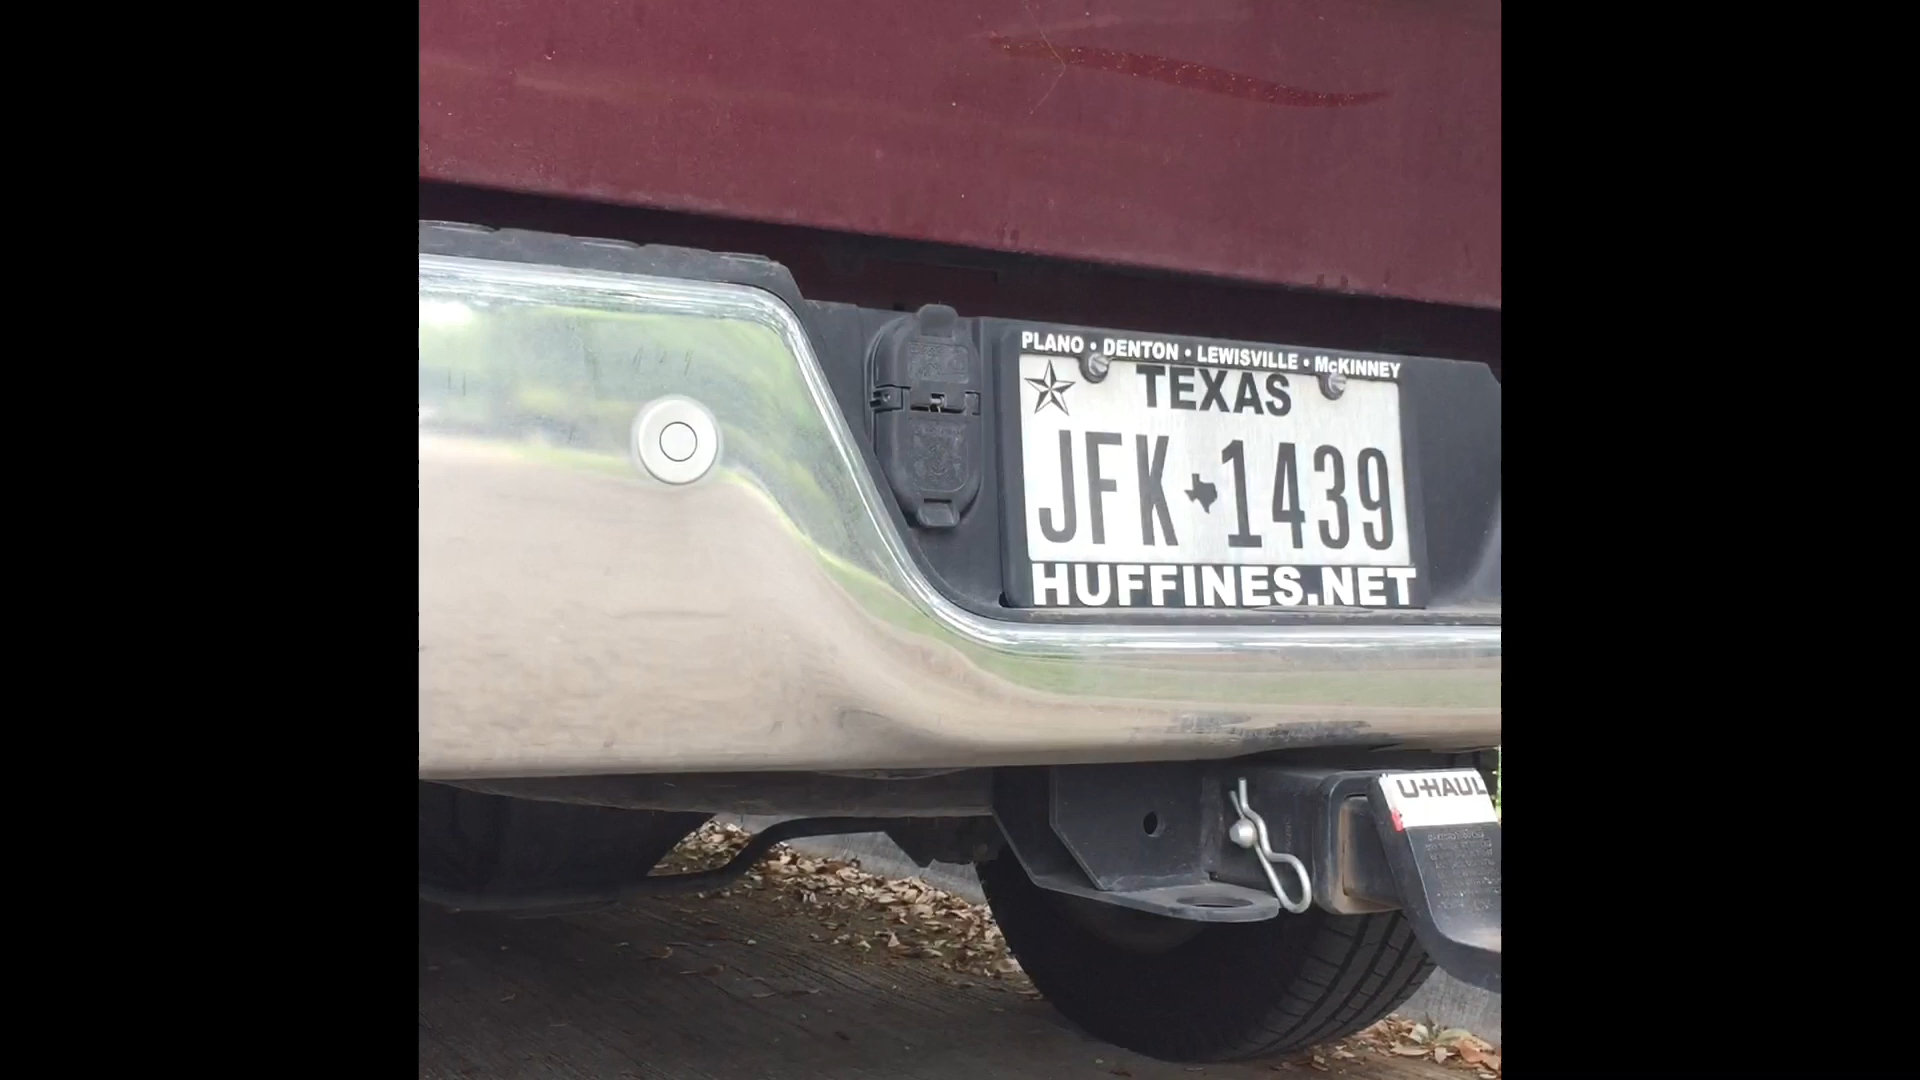 PLANO • DENTON • LEWISVILLE • McKINNEY
TEXAS
JFK 1439
HUFFINES.NET
U-HAUL